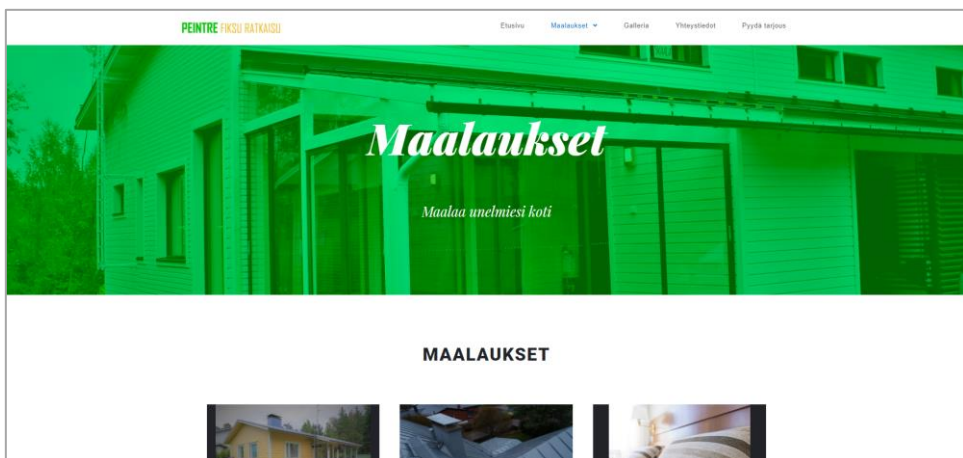 PEINTRE FIKSU RATKAISU
Etusivu Maalaukset Galleria Yhteystiedot Pyydä tarjous
Maalaukset
Maalaa unelmiesi koti
MAALAUKSET